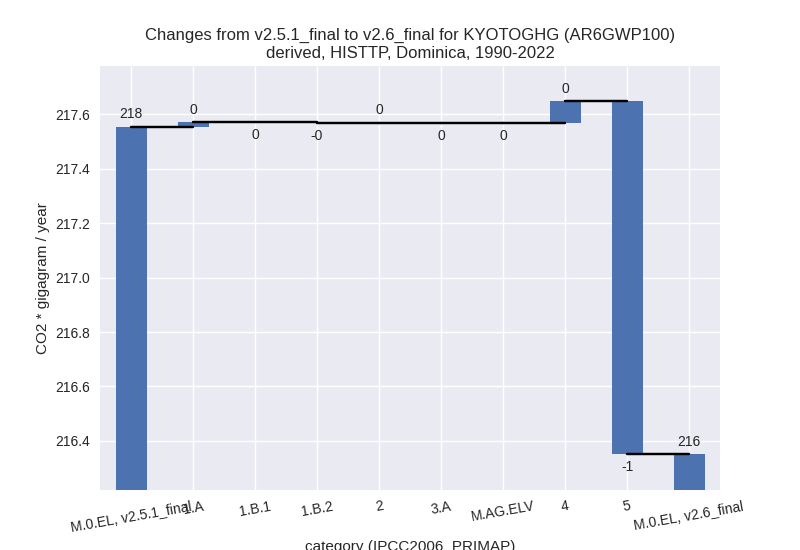 Changes from v2.5.1_final to v2.6_final for KYOTOGHG (AR6GWP100)
derived, HISTTP, Dominica, 1990-2022
CO2 * gigagram / year
217.6
217.4
217.2
217.0
216.8
216.6
216.4
218
0
0
-0
0
0
0
0
-1
216
M.0.EL, v2.5.1_final
1.A
1.B.1
1.B.2
2
3.A
M.AG.ELV
4
5
M.0.EL, v2.6_final
category (IPCC2006_PRIMAP)